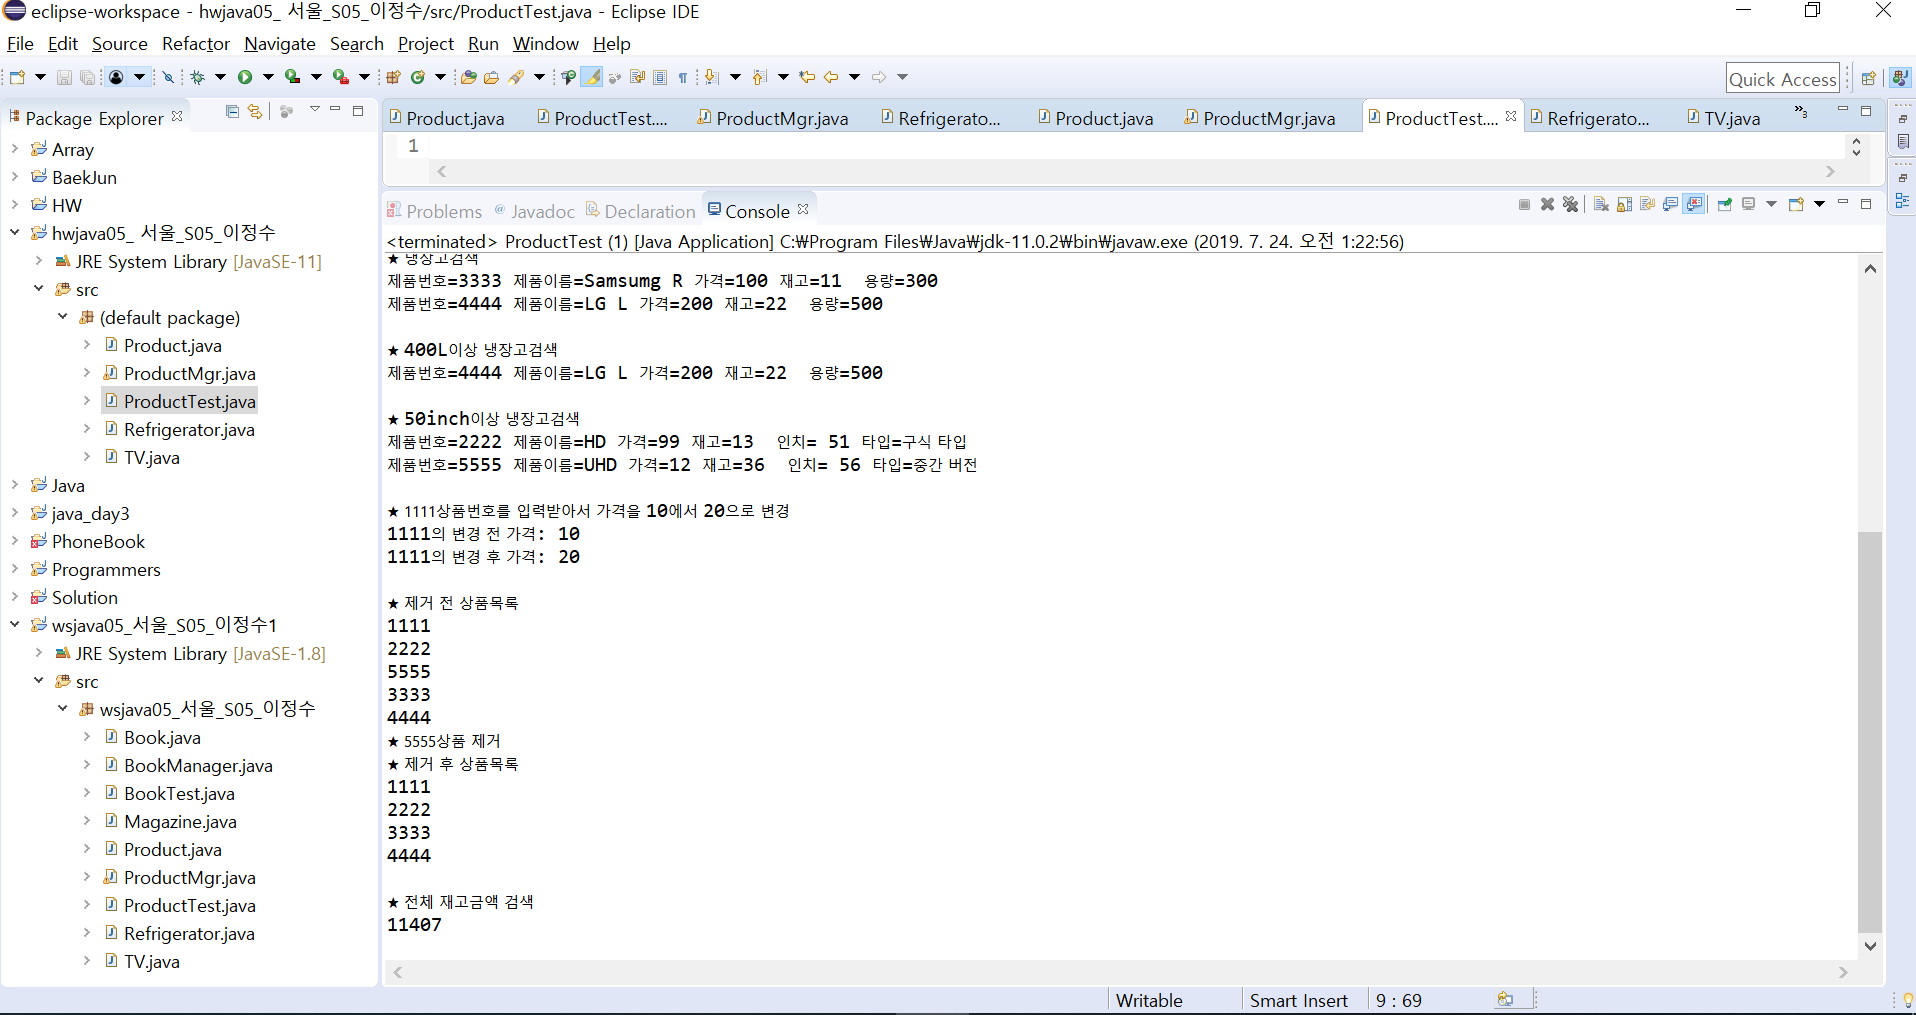 eclipse-workspace - hwjava05_ 서울_S05_이정수/src/ProductTest.java - Eclipse IDE
File Edit Source Refactor Navigate Search Project Run Window Help
Quick Access
Package Explorer
Array
BaekJun
HW
hwjava05_ 서울_S05_이정수
JRE System Library [JavaSE-11]
src
(default package)
Product.java
ProductMgr.java
ProductTest.java
Refrigerator.java
TV.java
Java
java_day3
PhoneBook
Programmers
Solution
wsjava05_서울_S05_이정수1
JRE System Library [JavaSE-1.8]
src
wsjava05_서울_S05_이정수
Book.java
BookManager.java
BookTest.java
Magazine.java
Product.java
ProductMgr.java
ProductTest.java
Refrigerator.java
TV.java
Product.java ProductTest.... ProductMgr.java Refrigerato... Product.java ProductMgr.java ProductTest.... Refrigerato... TV.java »3
1
Problems @ Javadoc Declaration Console
<terminated> ProductTest (1) [Java Application] C:₩Program Files₩Java₩jdk-11.0.2₩bin₩javaw.exe (2019. 7. 24. 오전 1:22:56)
★ 냉장고검색
제품번호=3333 제품이름=Samsumg R 가격=100 재고=11  용량=300
제품번호=4444 제품이름=LG L 가격=200 재고=22  용량=500
★ 400L이상 냉장고검색
제품번호=4444 제품이름=LG L 가격=200 재고=22  용량=500
★ 50inch이상 냉장고검색
제품번호=2222 제품이름=HD 가격=99 재고=13  인치= 51 타입=구식 타입
제품번호=5555 제품이름=UHD 가격=12 재고=36  인치= 56 타입=중간 버전
★ 1111상품번호를 입력받아서 가격을 10에서 20으로 변경
1111의 변경 전 가격: 10
1111의 변경 후 가격: 20
★ 제거 전 상품목록
1111
2222
5555
3333
4444
★ 5555상품 제거
★ 제거 후 상품목록
1111
2222
3333
4444
★ 전체 재고금액 검색
11407
Writable Smart Insert 9 : 69